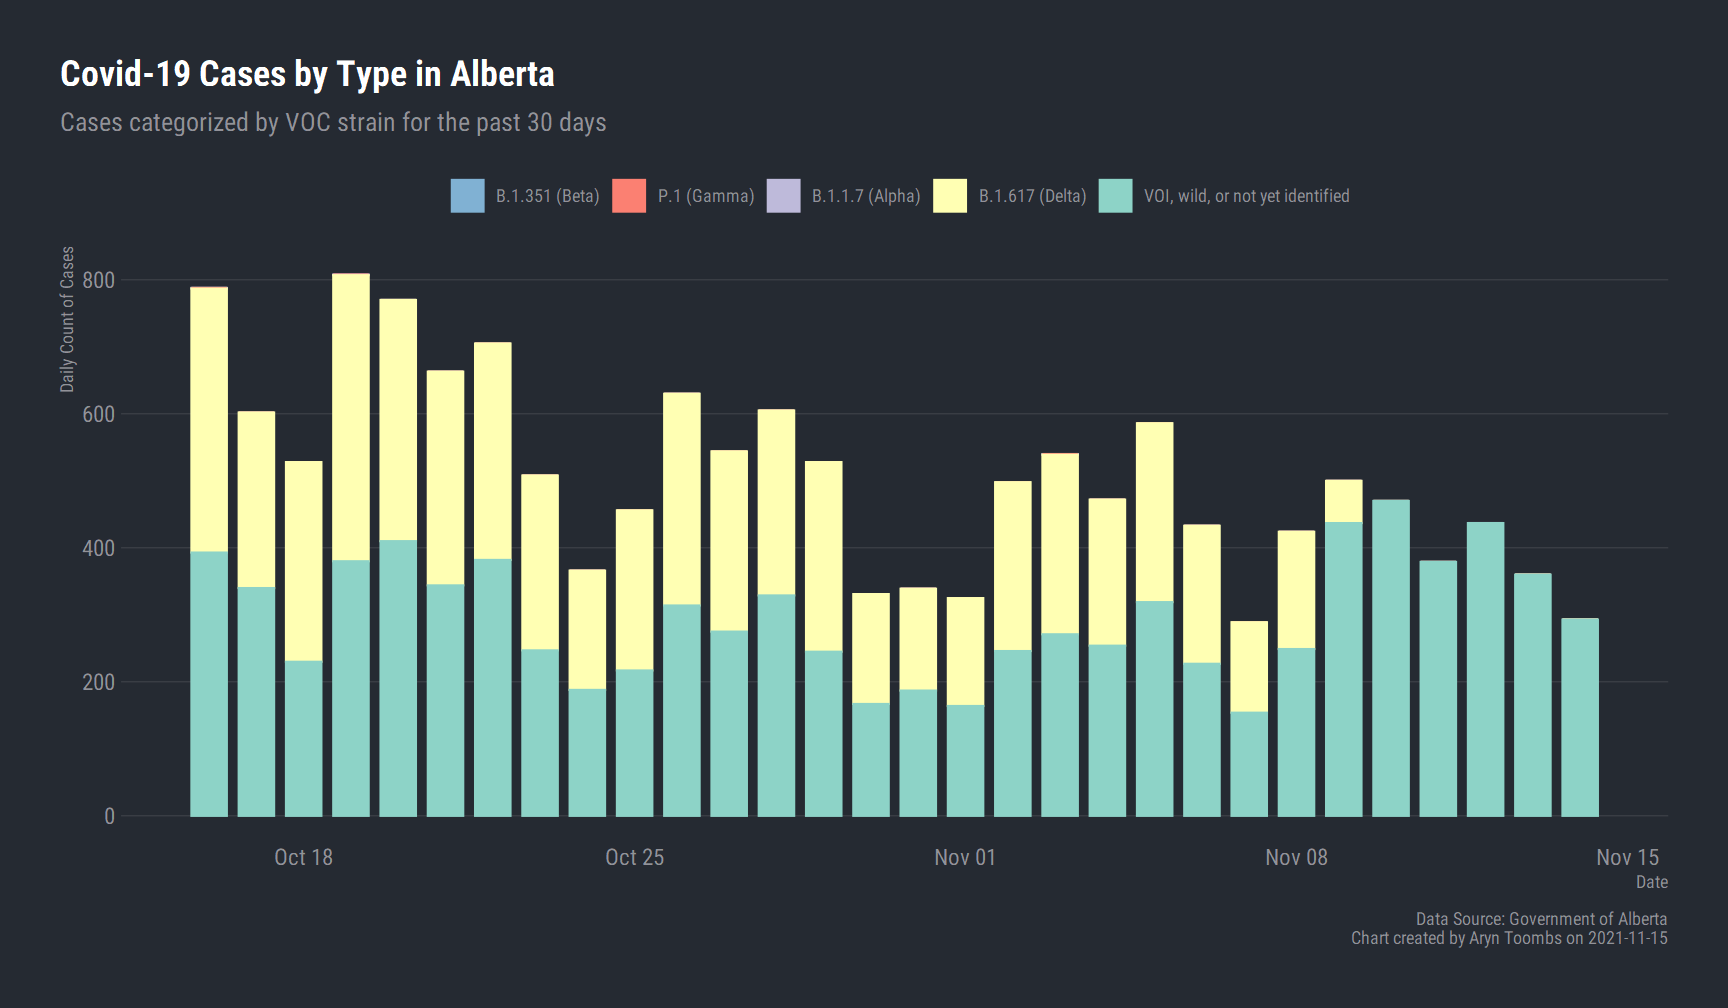 Covid-19 Cases by Type in Alberta
Cases categorized by VOC strain for the past 30 days
B.1.351 (Beta) P.1 (Gamma) B.1.1.7 (Alpha) B.1.617 (Delta) VOI, wild, or not yet identified
Daily Count of Cases
800
600
400
200
0
Oct 18 Oct 25 Nov 01 Nov 08 Nov 15
Date
Data Source: Government of Alberta
Chart created by Aryn Toombs on 2021-11-15